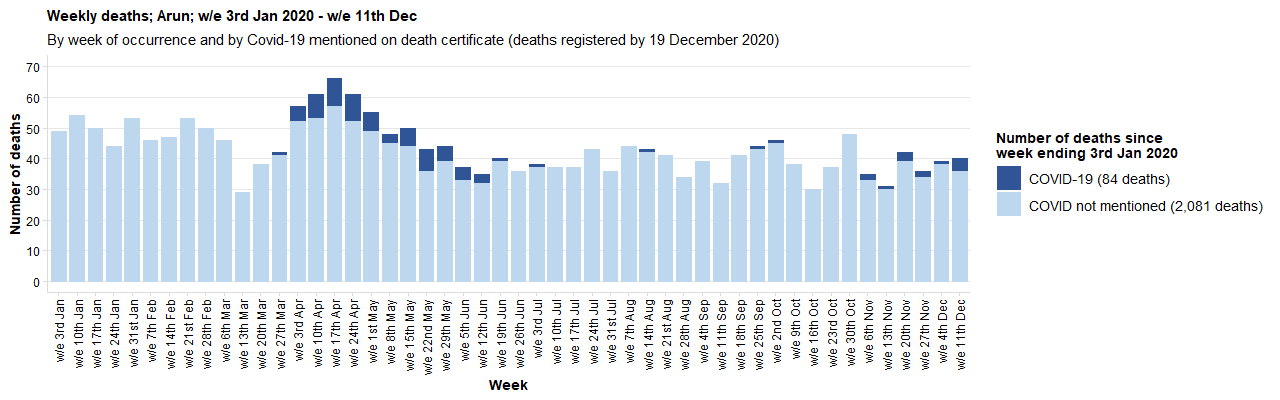 Weekly deaths; Arun; w/e 3rd Jan 2020 - w/e 11th Dec
By week of occurrence and by Covid-19 mentioned on death certificate (deaths registered by 19 December 2020)
Number of deaths
70
60
50
40
30
20
10
0
w/e 3rd Jan
w/e 10th Jan
w/e 17th Jan
w/e 24th Jan
w/e 31st Jan
w/e 7th Feb
w/e 14th Feb
w/e 21st Feb
w/e 28th Feb
w/e 6th Mar
w/e 13th Mar
w/e 20th Mar
w/e 27th Mar
w/e 3rd Apr
w/e 10th Apr
w/e 17th Apr
w/e 24th Apr
w/e 1st May
w/e 8th May
w/e 15th May
w/e 22nd May
w/e 29th May
w/e 5th Jun
w/e 12th Jun
w/e 19th Jun
w/e 26th Jun
w/e 3rd Jul
w/e 10th Jul
w/e 17th Jul
w/e 24th Jul
w/e 31st Jul
w/e 7th Aug
w/e 14th Aug
w/e 21st Aug
w/e 28th Aug
w/e 4th Sep
w/e 11th Sep
w/e 18th Sep
w/e 25th Sep
w/e 2nd Oct
w/e 9th Oct
w/e 16th Oct
w/e 23rd Oct
w/e 30th Oct
w/e 6th Nov
w/e 13th Nov
w/e 20th Nov
w/e 27th Nov
w/e 4th Dec
w/e 11th Dec
Week
Number of deaths since
week ending 3rd Jan 2020
COVID-19 (84 deaths)
COVID not mentioned (2,081 deaths)